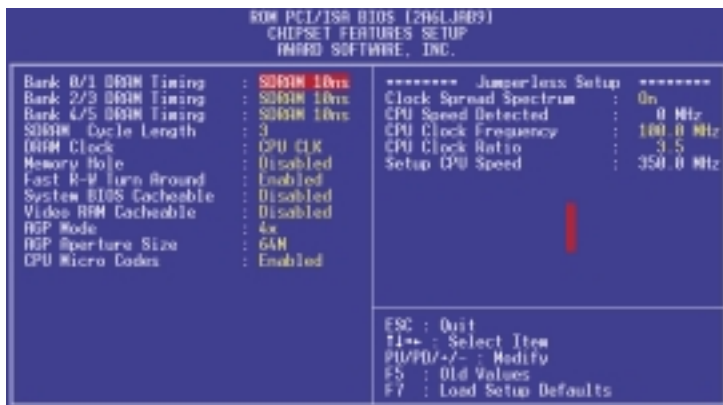 ROM PCI/ISA BIOS [2A6LJAB9]
CHIPSET FEATURES SETUP
AWARD SOFTWARE, INC.
Bank 0/1 DRAM Timing : SDRAM 10ns
Bank 2/3 DRAM Timing : SDRAM 10ns
Bank 4/5 DRAM Timing : SDRAM 10ns
SDRAM Cycle Length : 3
DRAM Clock : CPU CLK
Memory Hole : Disabled
Fast R-W Turn Around : Enabled
System BIOS Cacheable : Disabled
Video RAM Cacheable : Disabled
AGP Mode : 4x
AGP Aperture Size : 64M
CPU Micro Codes : Enabled
******** Jumperless Setup ********
Clock Spread Spectrum : On
CPU Speed Detected : 0 MHz
CPU Clock Frequency : 100.0 MHz
CPU Clock Ratio : 3.5
Setup CPU Speed : 350.0 MHz
ESC : Quit
↑↓→← : Select Item
PU/PD/+/- : Modify
F5 : Old Values
F7 : Load Setup Defaults